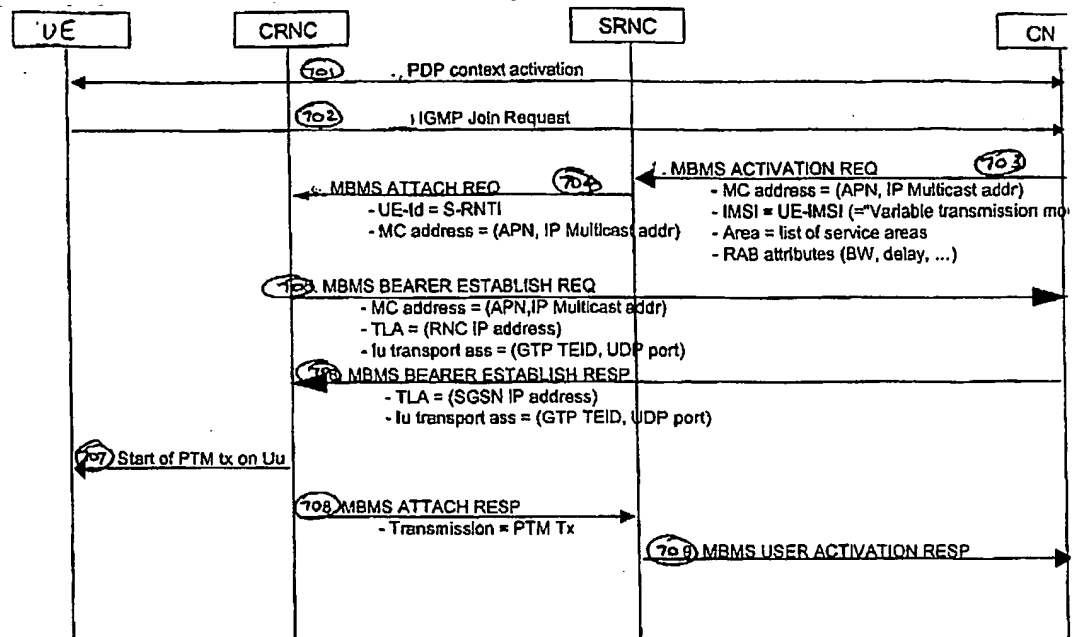 UE
CRNC
SRNC
CN
701 PDP context activation
702 IGMP Join Request
703
MBMS ACTIVATION REQ
- MC address = (APN, IP Multicast addr)
- IMSI = UE-IMSI (="Variable transmission mo
- Area = list of service areas
- RAB attributes (BW, delay, ...)
704
MBMS ATTACH REQ
- UE-Id = S-RNTI
- MC address = (APN, IP Multicast addr)
MBMS BEARER ESTABLISH REQ
- MC address = (APN,IP Multicast addr)
- TLA = (RNC IP address)
- Iu transport ass = (GTP TEID, UDP port)
MBMS BEARER ESTABLISH RESP
- TLA = (SGSN IP address)
- Iu transport ass = (GTP TEID, UDP port)
707 Start of PTM tx on Uu
708 MBMS ATTACH RESP
- Transmission = PTM Tx
709 MBMS USER ACTIVATION RESP